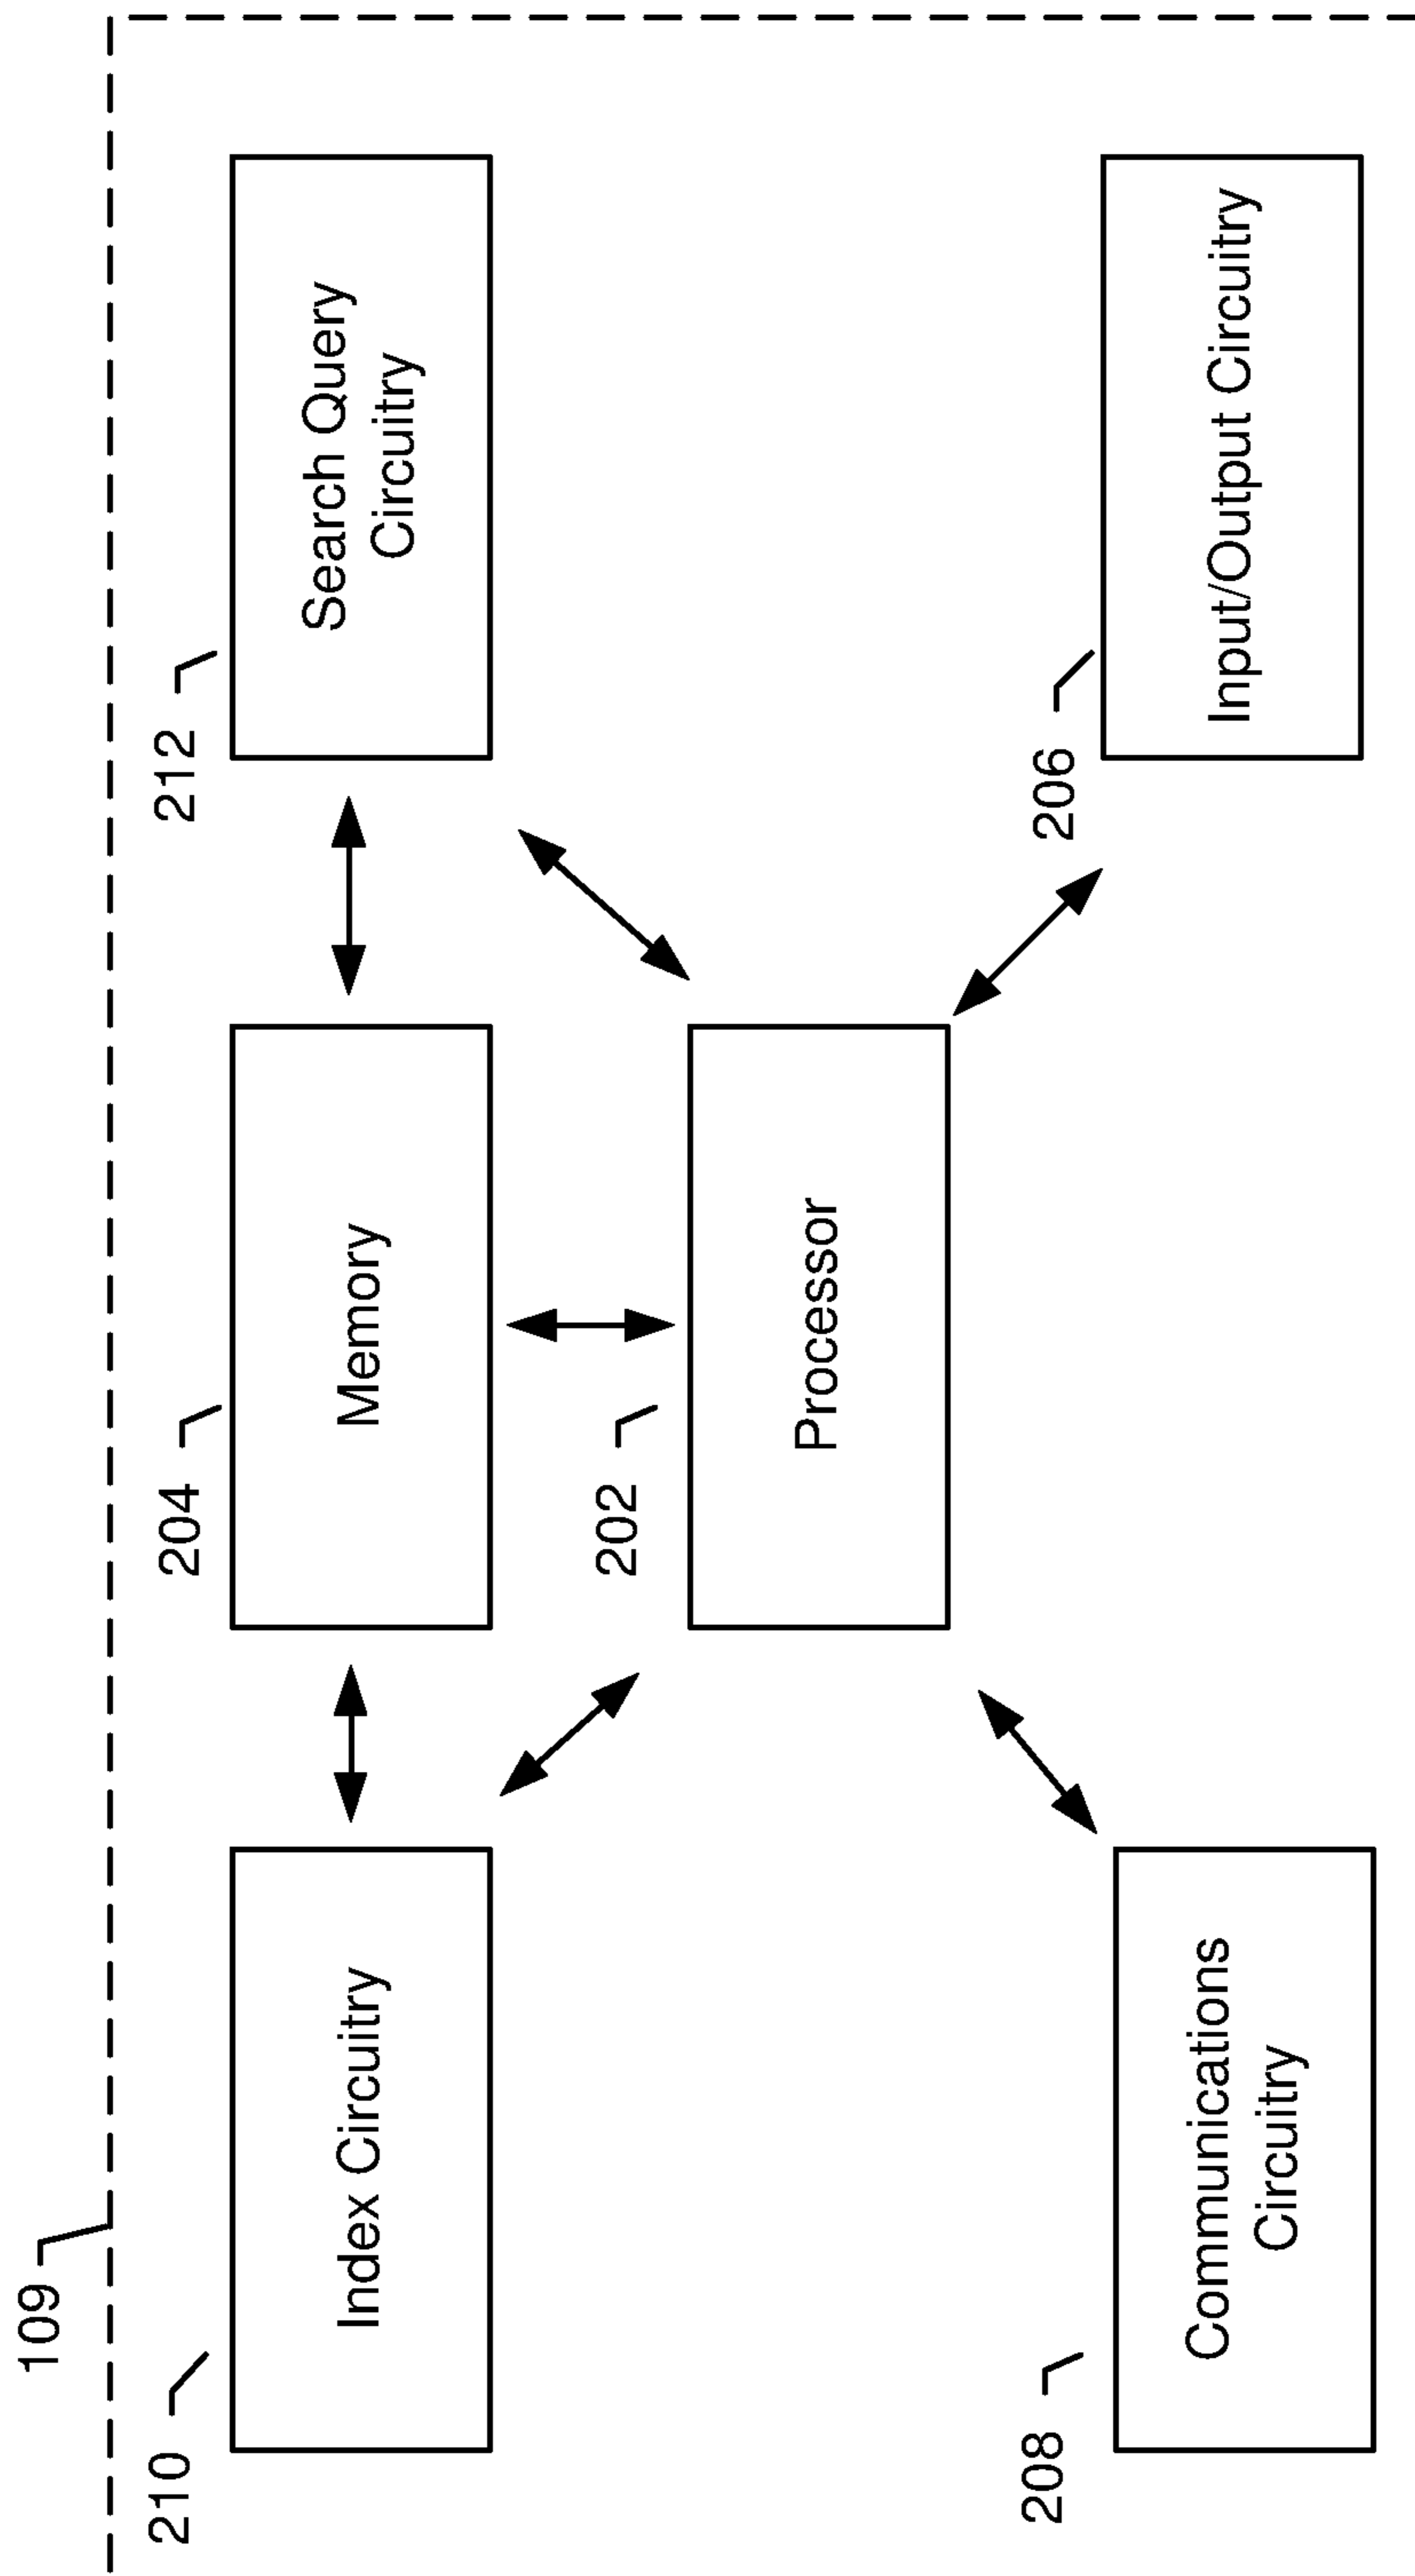 109
210
Index Circuitry
204
Memory
212
Search Query
Circuitry
202
Processor
208
Communications
Circuitry
206
Input/Output Circuitry